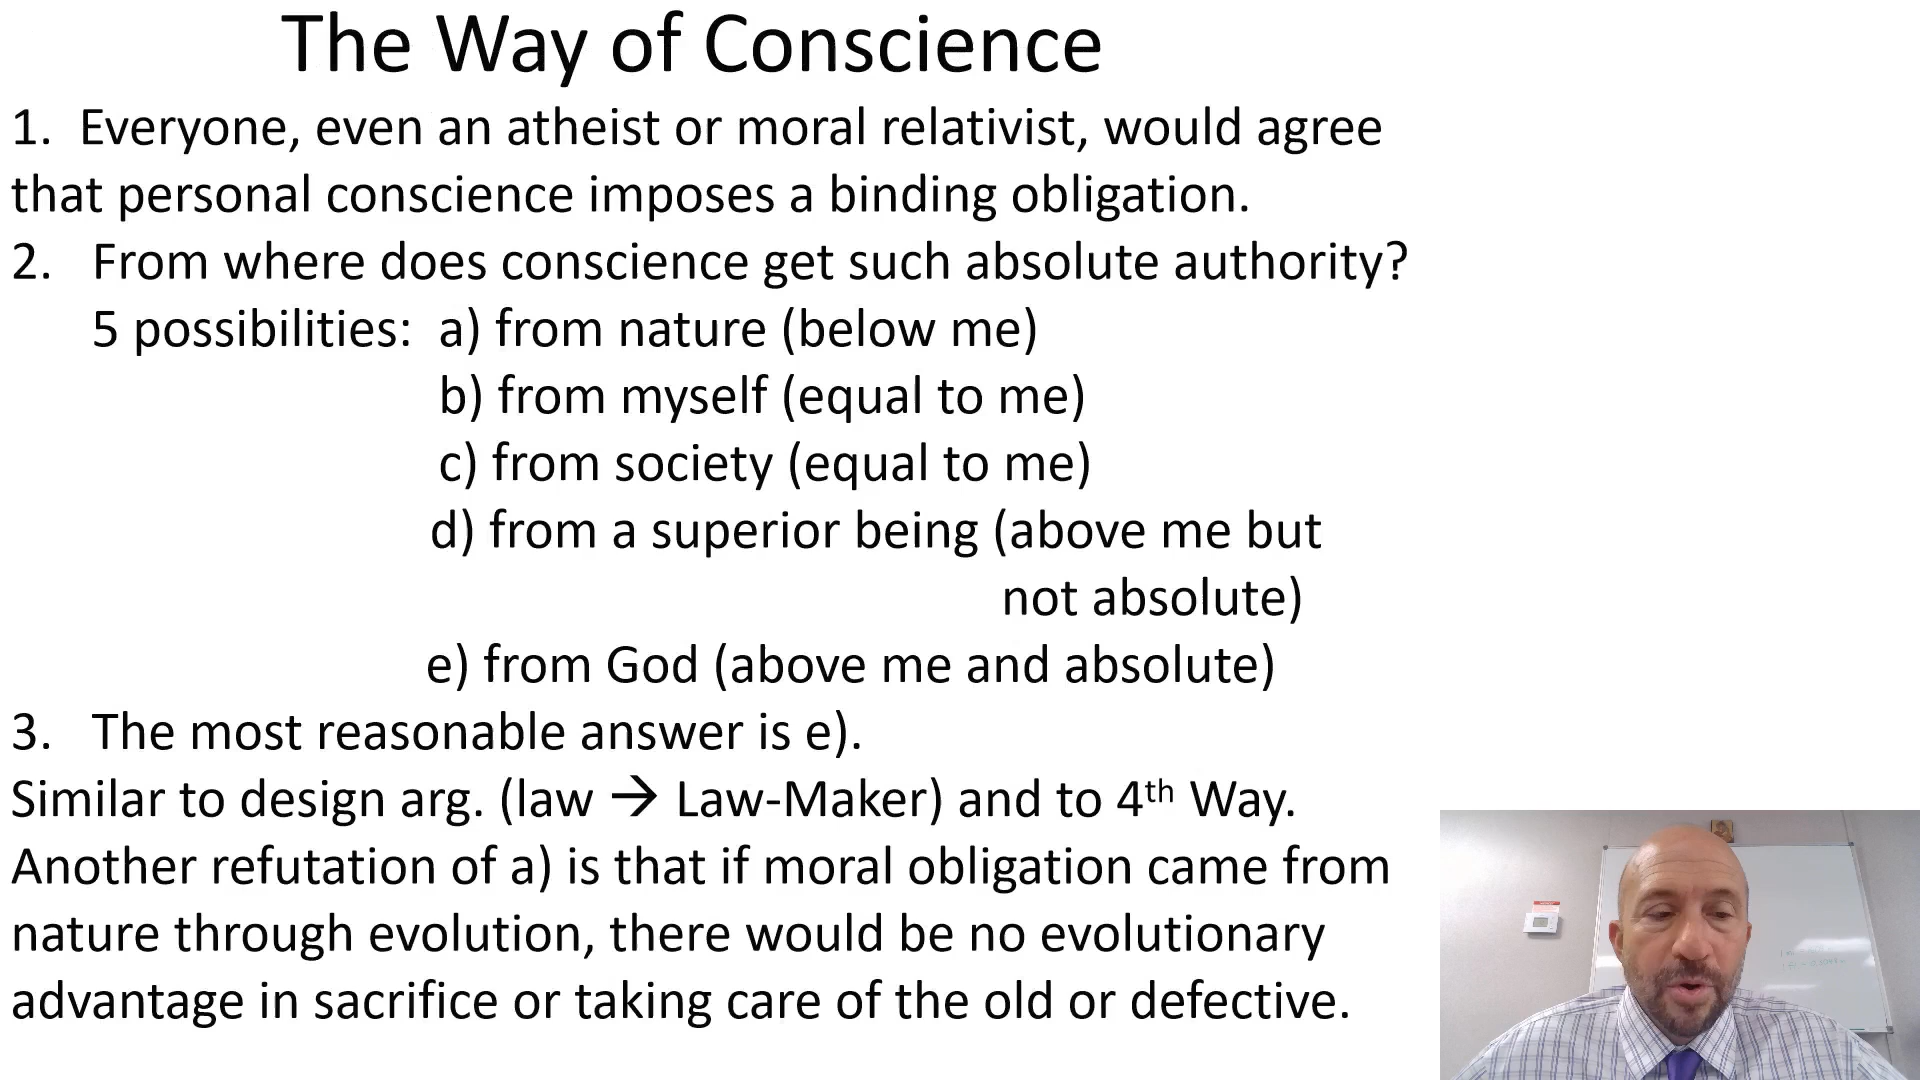 The Way of Conscience
1. Everyone, even an atheist or moral relativist, would agree
that personal conscience imposes a binding obligation.
2. From where does conscience get such absolute authority?
5 possibilities: a) from nature (below me)
b) from myself (equal to me)
c) from society (equal to me)
d) from a superior being (above me but
not absolute)
e) from God (above me and absolute)
3. The most reasonable answer is e).
Similar to design arg. (law → Law-Maker) and to 4th Way.
Another refutation of a) is that if moral obligation came from
nature through evolution, there would be no evolutionary
advantage in sacrifice or taking care of the old or defective.